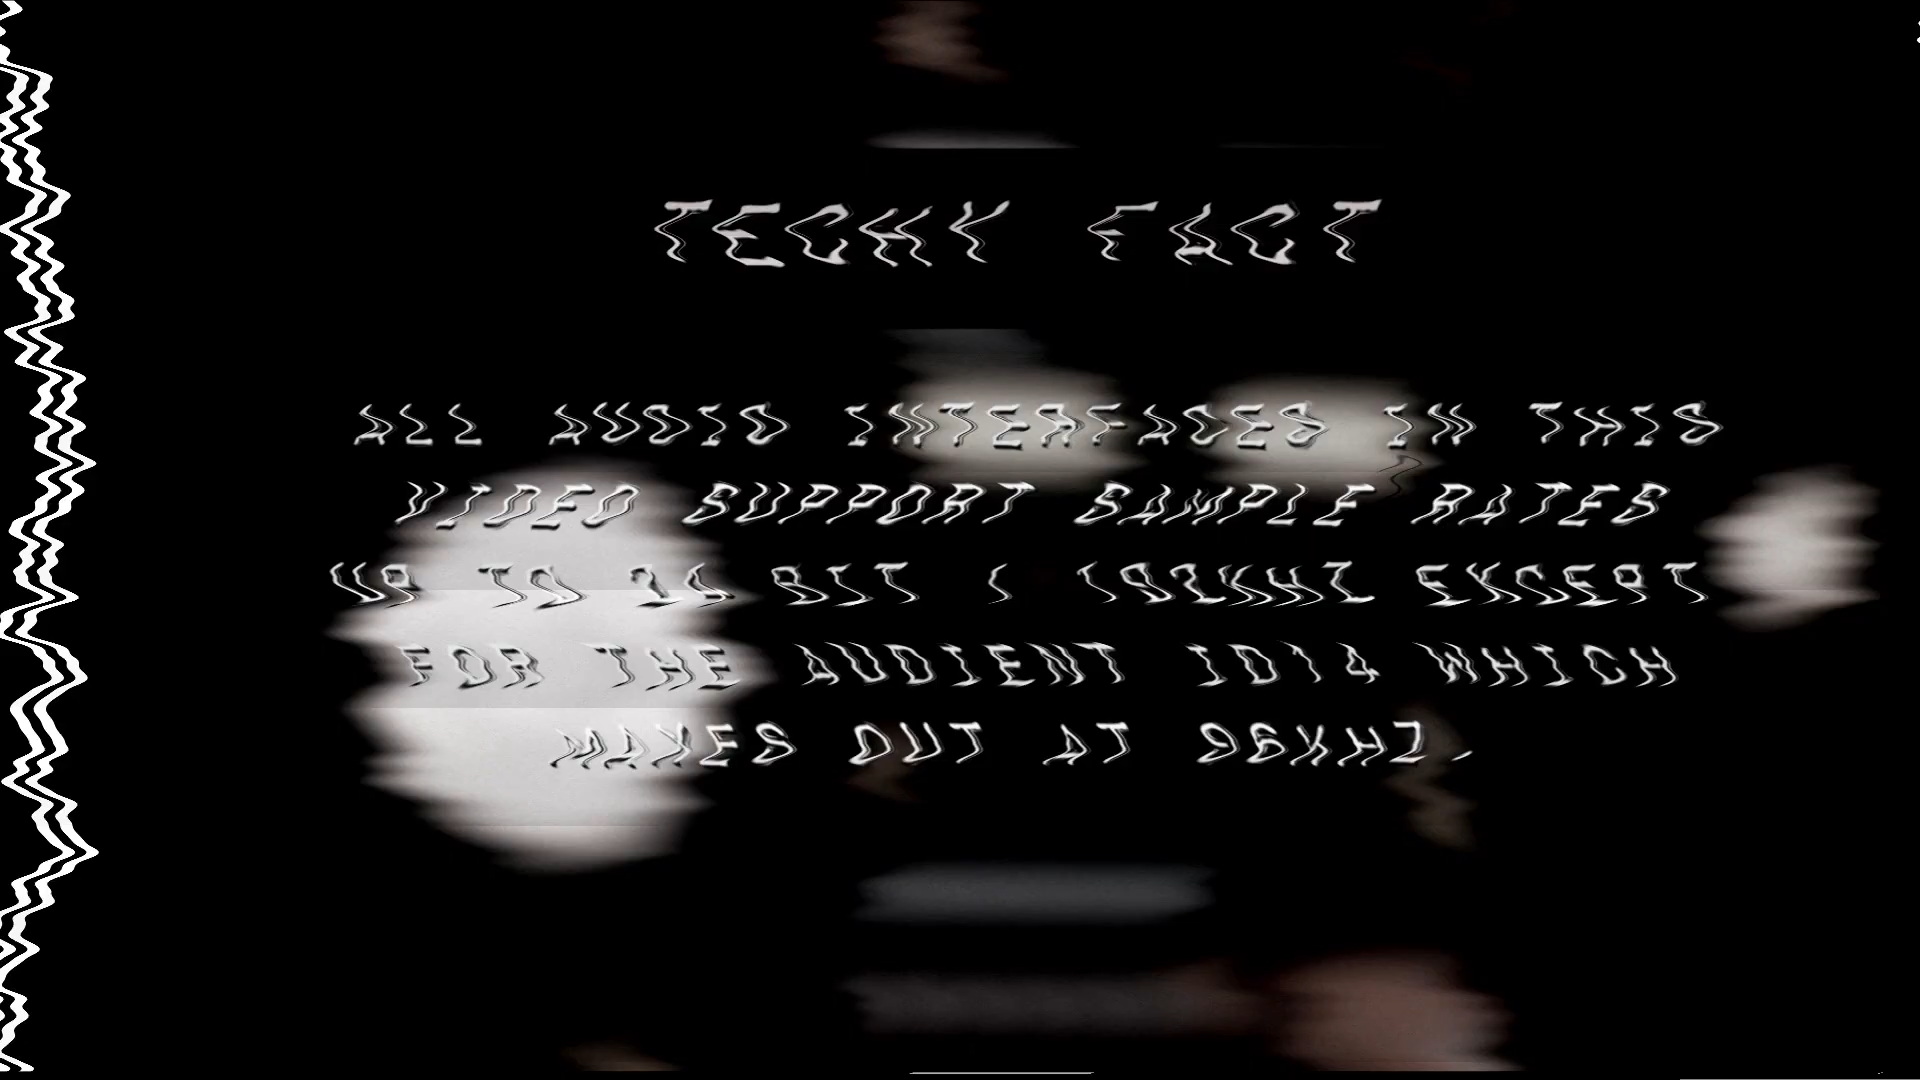 TECHY FACT
ALL AUDIO INTERFACES IN THIS
VIDEO SUPPORT SAMPLE RATES
UP TO 24 BIT / 192KHZ EXCEPT
FOR THE AUDIENT ID14 WHICH
MAXES OUT AT 96KHZ.